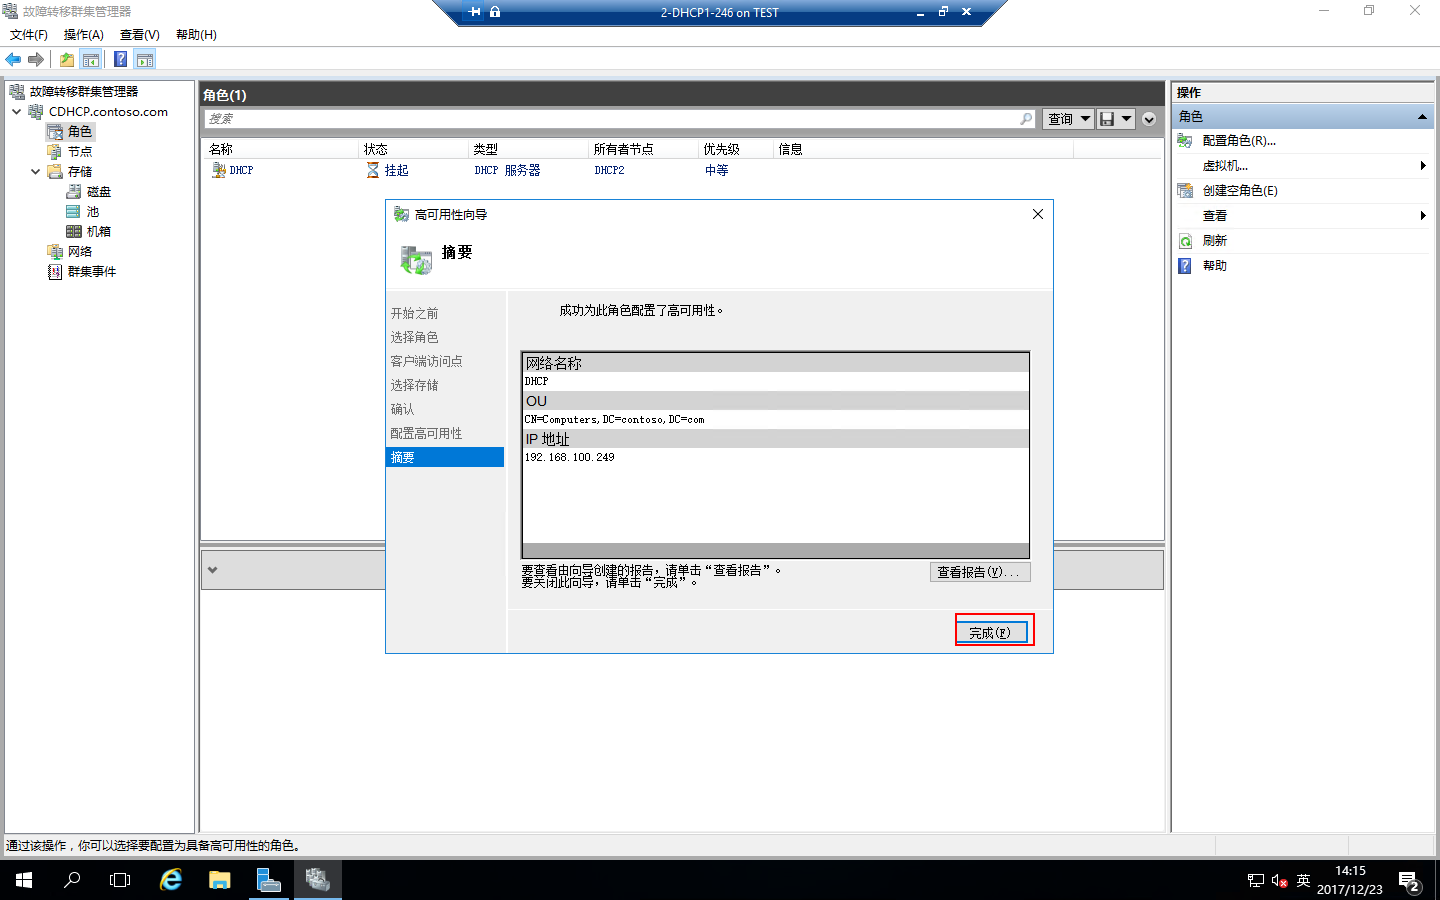 故障转移群集管理器
2-DHCP1-246 on TEST
文件(F) 操作(A) 查看(V) 帮助(H)
故障转移群集管理器
CDHCP.contoso.com
角色
节点
存储
磁盘
池
机箱
网络
群集事件
角色(1)
搜索
查询
名称 状态 类型 所有者节点 优先级 信息
DHCP 挂起 DHCP 服务器 DHCP2 中等
高可用性向导
摘要
开始之前
选择角色
客户端访问点
选择存储
确认
配置高可用性
摘要
成功为此角色配置了高可用性。
网络名称
DHCP
OU
CN=Computers,DC=contoso,DC=com
IP 地址
192.168.100.249
要查看由向导创建的报告，请单击“查看报告”。
要关闭此向导，请单击“完成”。
查看报告(V)...
完成(F)
操作
角色
配置角色(R)...
虚拟机...
创建空角色(E)
查看
刷新
帮助
通过该操作，你可以选择要配置为具备高可用性的角色。
英
14:15
2017/12/23
2